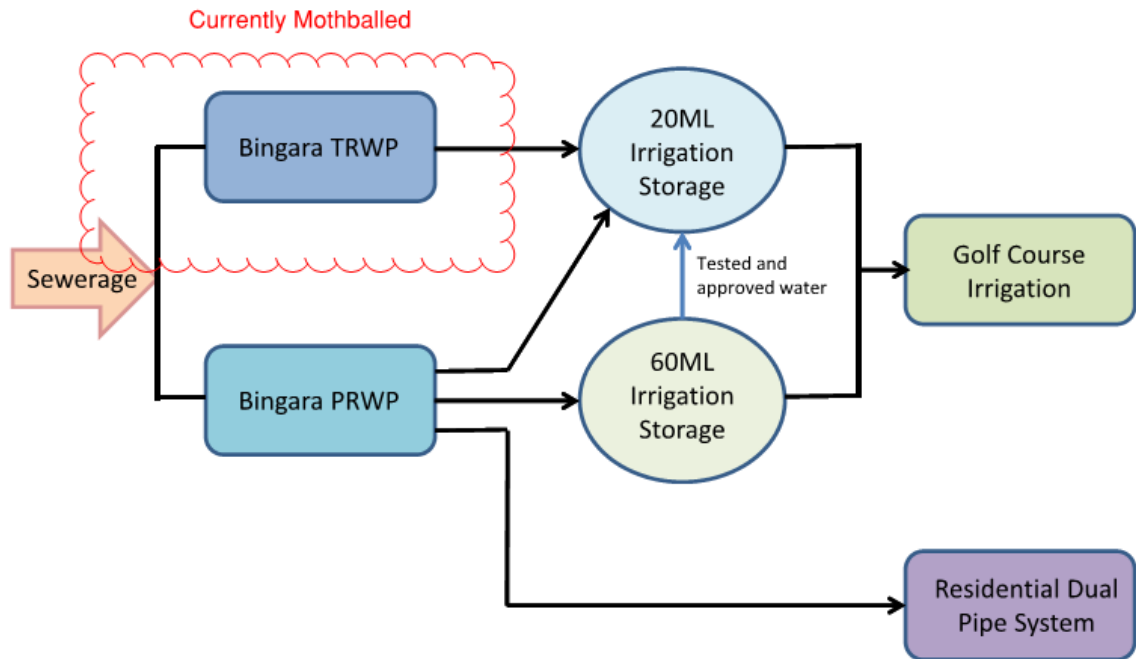 Currently Mothballed
Bingara TRWP
20ML
Irrigation
Storage
Sewerage
Tested and
approved water
Golf Course
Irrigation
Bingara PRWP
60ML
Irrigation
Storage
Residential Dual
Pipe System